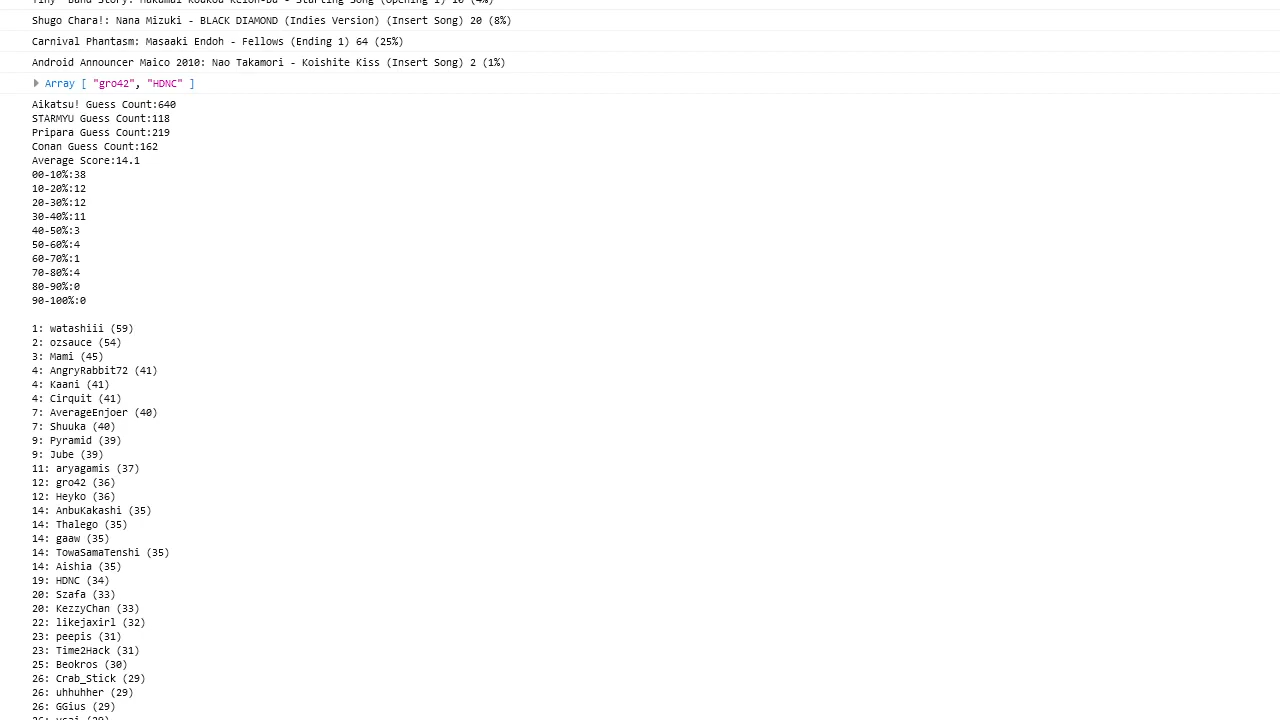 Shugo Chara!: Nana Mizuki - BLACK DIAMOND (Indies Version) (Insert Song) 20 (8%)
Carnival Phantasm: Masaaki Endoh - Fellows (Ending 1) 64 (25%)
Android Announcer Maico 2010: Nao Takamori - Koishite Kiss (Insert Song) 2 (1%)
Array [ "gro42", "HDNC" ]
Aikatsu! Guess Count:640
STARMYU Guess Count:118
Pripara Guess Count:219
Conan Guess Count:162
Average Score:14.1
00-10%:38
10-20%:12
20-30%:12
30-40%:11
40-50%:3
50-60%:4
60-70%:1
70-80%:4
80-90%:0
90-100%:0
1: watashiii (59)
2: ozsauce (54)
3: Mami (45)
4: AngryRabbit72 (41)
4: Kaani (41)
4: Cirquit (41)
7: AverageEnjoer (40)
7: Shuuka (40)
9: Pyramid (39)
9: Jube (39)
11: aryagamis (37)
12: gro42 (36)
12: Heyko (36)
14: AnbuKakashi (35)
14: Thalego (35)
14: gaaw (35)
14: TowaSamaTenshi (35)
14: Aishia (35)
19: HDNC (34)
20: Szafa (33)
20: KezzyChan (33)
22: likejaxirl (32)
23: peepis (31)
23: Time2Hack (31)
25: Beokros (30)
26: Crab_Stick (29)
26: uhhuhher (29)
26: GGius (29)